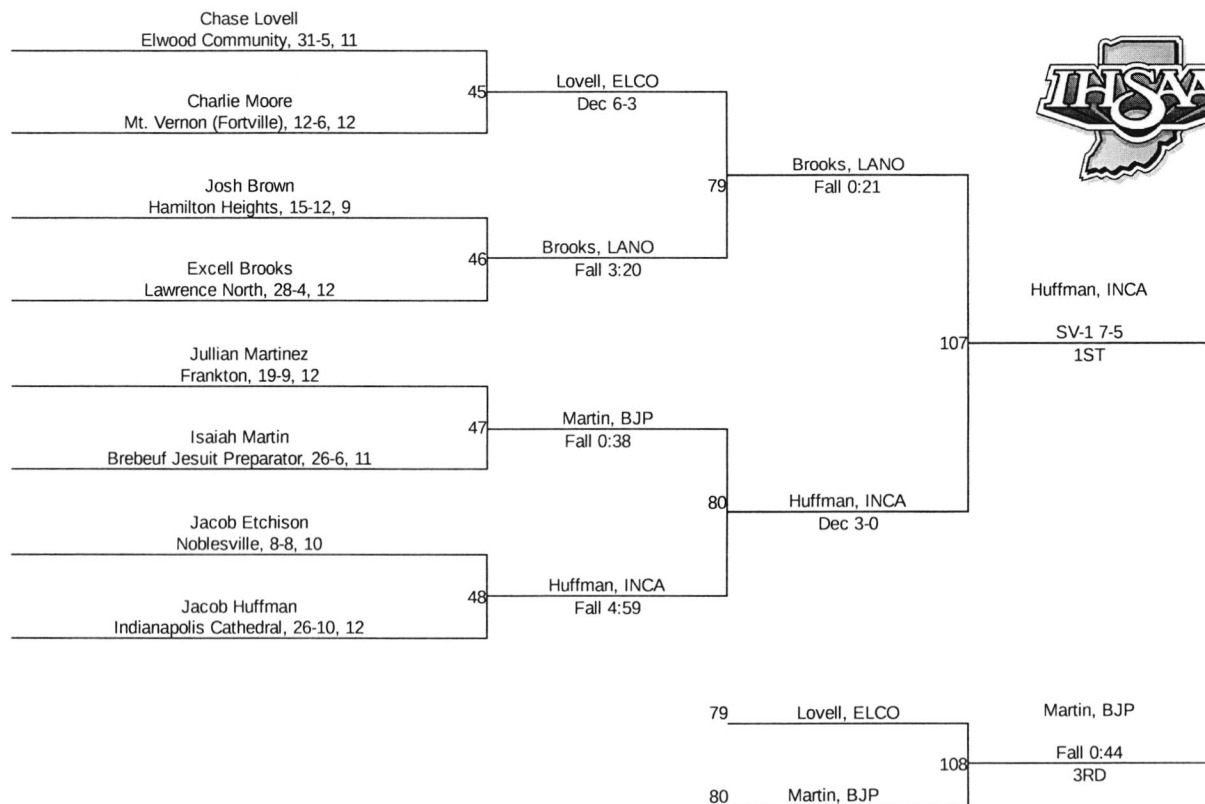 Chase Lovell
Elwood Community, 31-5, 11
45
Lovell, ELCO
Dec 6-3
Charlie Moore
Mt. Vernon (Fortville), 12-6, 12
IHSAA
79
Brooks, LANO
Fall 0:21
Josh Brown
Hamilton Heights, 15-12, 9
46
Brooks, LANO
Fall 3:20
Excell Brooks
Lawrence North, 28-4, 12
107
Huffman, INCA
SV-1 7-5
1ST
Jullian Martinez
Frankton, 19-9, 12
47
Martin, BJP
Fall 0:38
Isaiah Martin
Brebeuf Jesuit Preparator, 26-6, 11
80
Huffman, INCA
Dec 3-0
Jacob Etchison
Noblesville, 8-8, 10
48
Huffman, INCA
Fall 4:59
Jacob Huffman
Indianapolis Cathedral, 26-10, 12
79
Lovell, ELCO
108
Martin, BJP
Fall 0:44
3RD
80
Martin, BJP